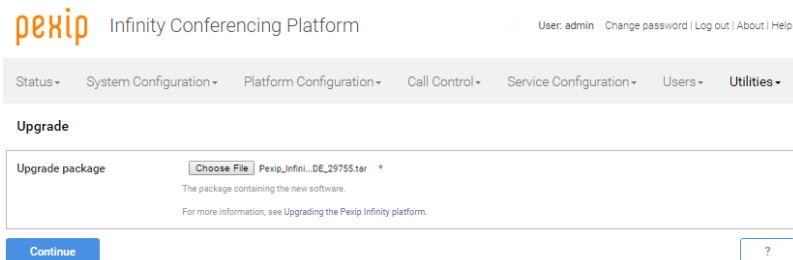 pexip Infinity Conferencing Platform User: admin Change password | Log out | About | Help
Status System Configuration Platform Configuration Call Control Service Configuration Users Utilities
Upgrade
Upgrade package Choose File Pexip_Infini...DE_29755.tar *
The package containing the new software.
For more information, see Upgrading the Pexip Infinity platform.
Continue ?